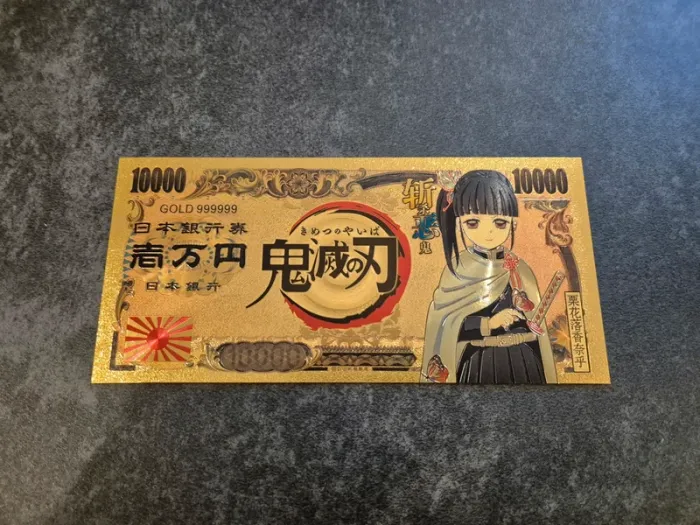 10000
10000
GOLD 999999
日本銀行券
壱万円
日本銀行
きめつのやいば
鬼滅の刃
斬
鬼
栗花落香奈乎